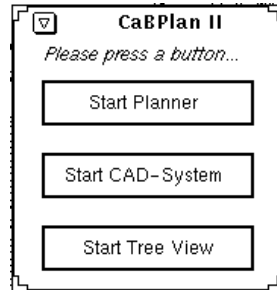 CaBPlan II
Please press a button...
Start Planner
Start CAD-System
Start Tree View